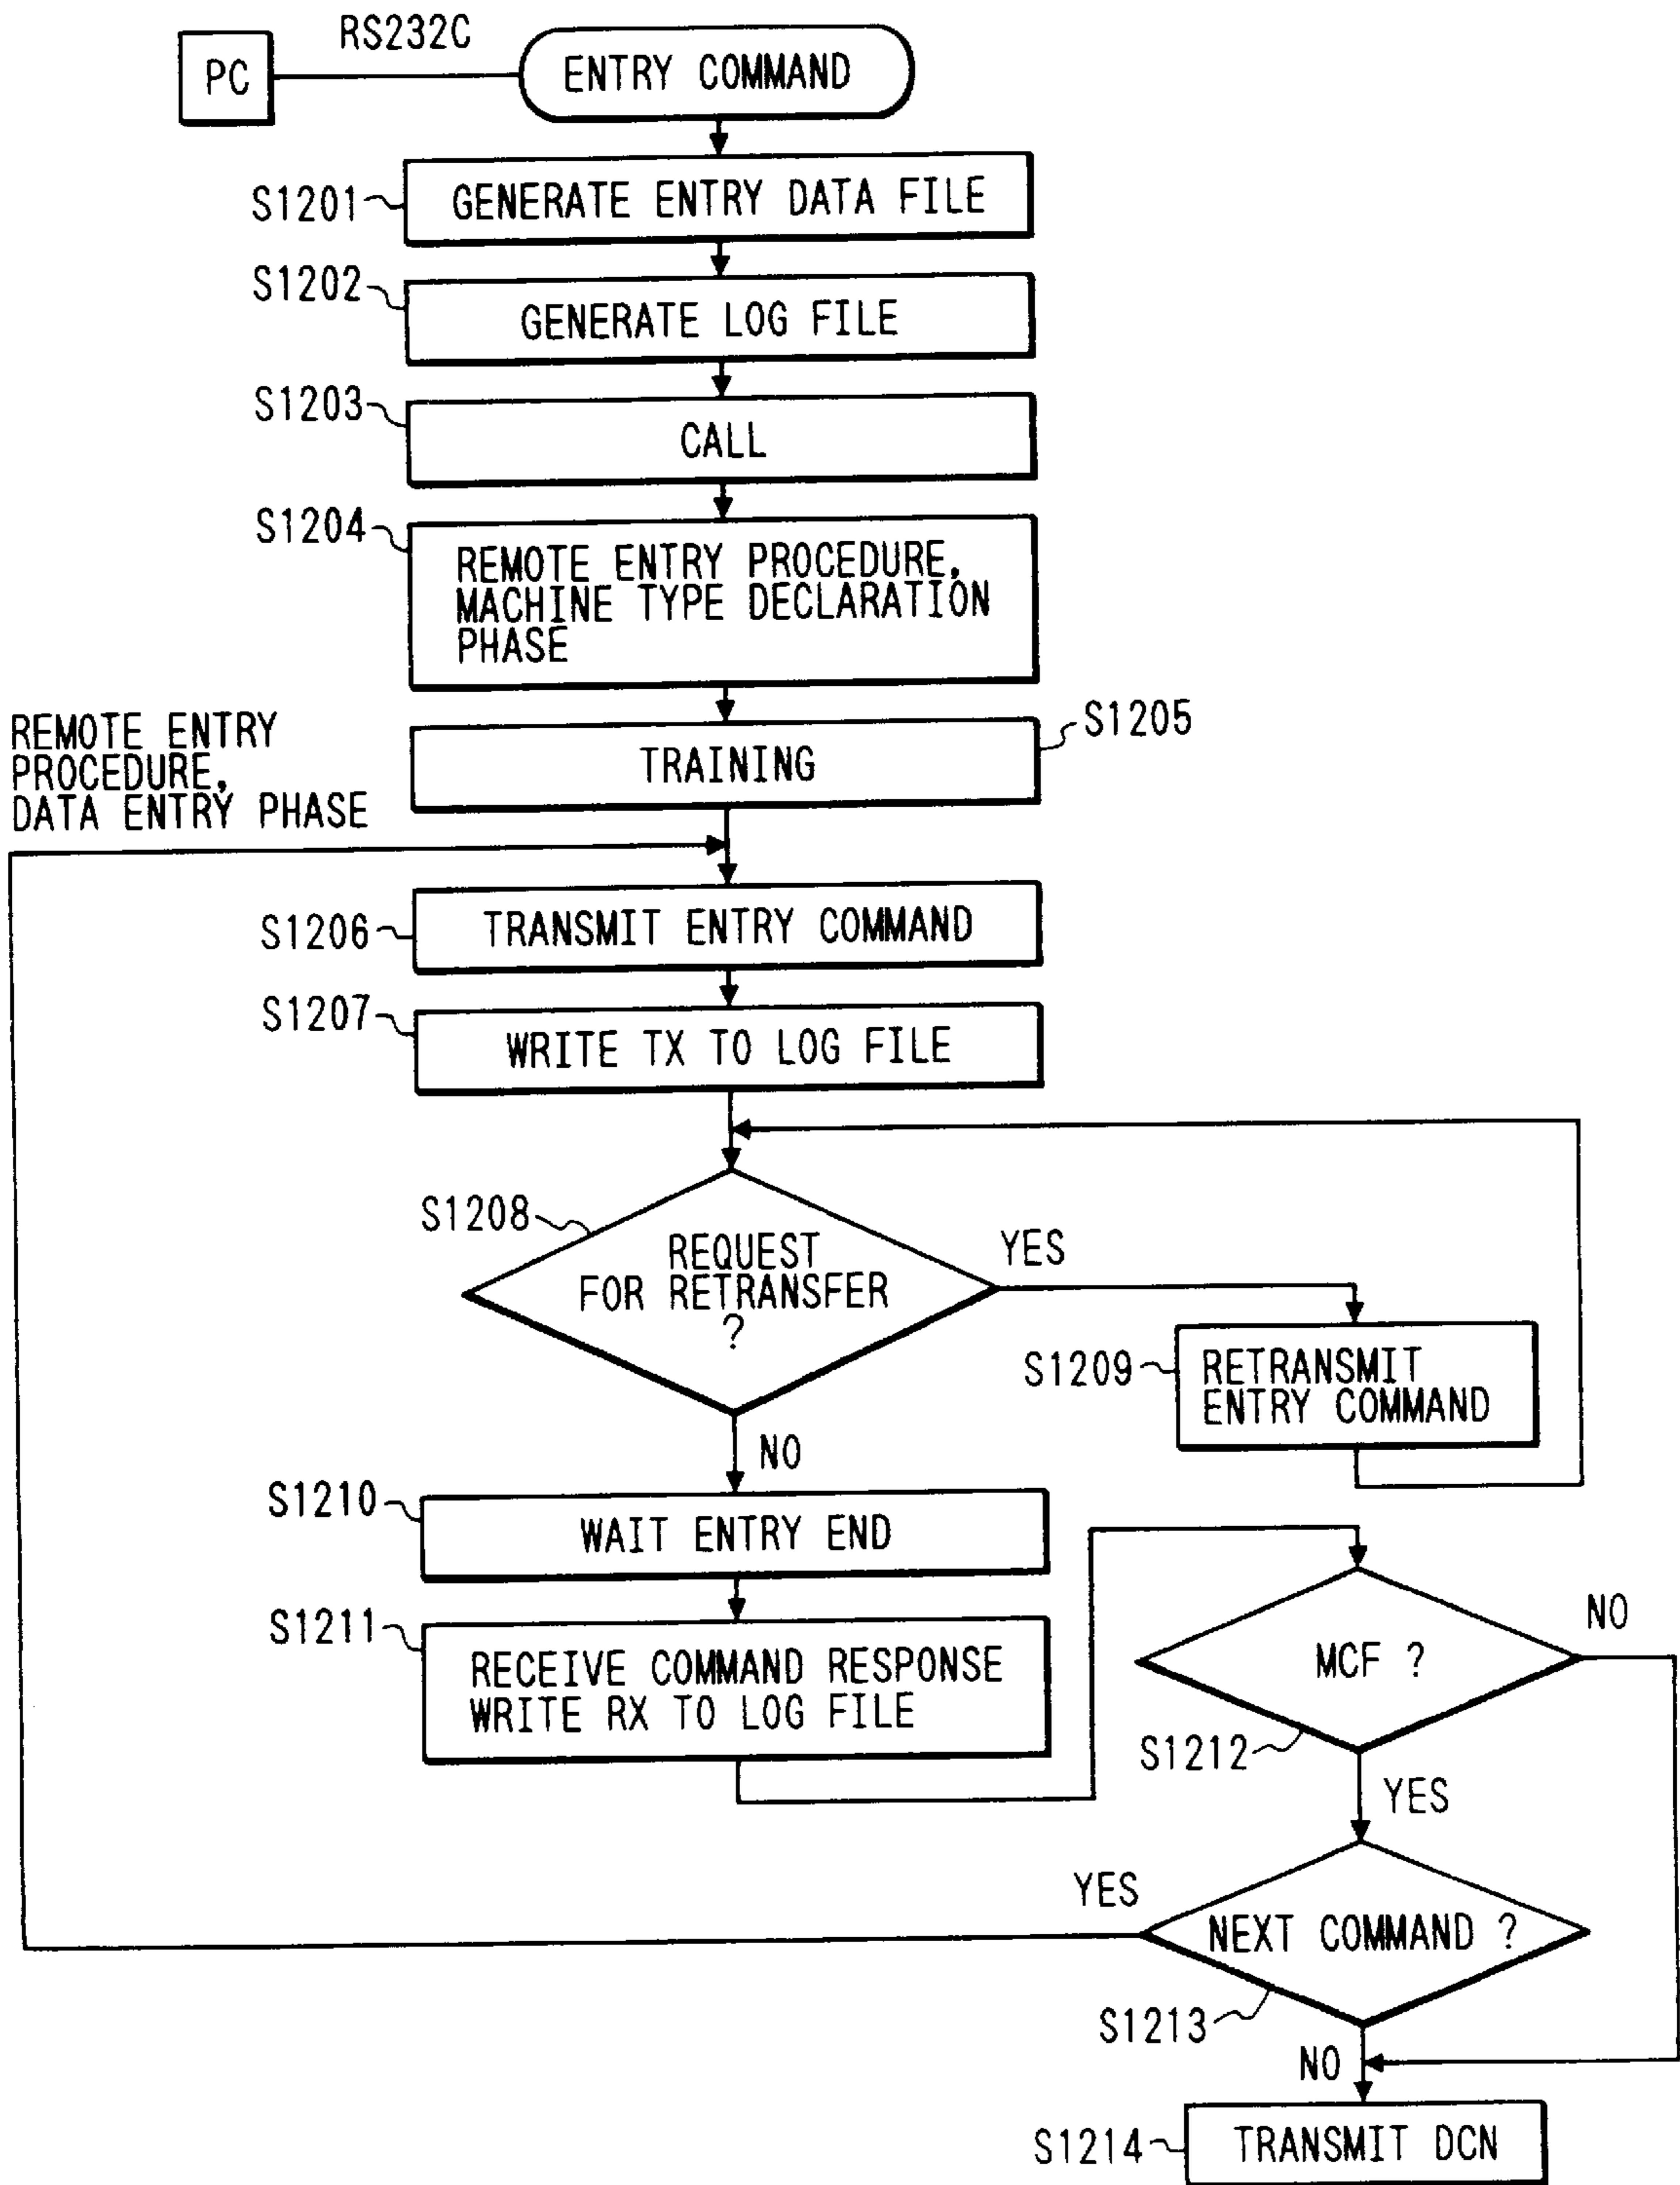 RS232C
PC
ENTRY COMMAND
S1201
GENERATE ENTRY DATA FILE
S1202
GENERATE LOG FILE
S1203
CALL
S1204
REMOTE ENTRY PROCEDURE,
MACHINE TYPE DECLARATION
PHASE
S1205
TRAINING
REMOTE ENTRY
PROCEDURE,
DATA ENTRY PHASE
S1206
TRANSMIT ENTRY COMMAND
S1207
WRITE TX TO LOG FILE
S1208
REQUEST
FOR RETRANSFER
?
YES
S1209
RETRANSMIT
ENTRY COMMAND
NO
S1210
WAIT ENTRY END
S1211
RECEIVE COMMAND RESPONSE
WRITE RX TO LOG FILE
MCF ?
NO
S1212
YES
YES
NEXT COMMAND ?
S1213
NO
S1214
TRANSMIT DCN